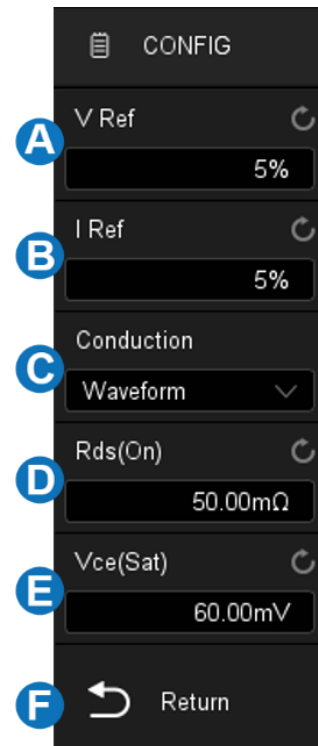 CONFIG
A
V Ref
5%
B
I Ref
5%
C
Conduction
Waveform
D
Rds(On)
50.00mΩ
E
Vce(Sat)
60.00mV
F
Return